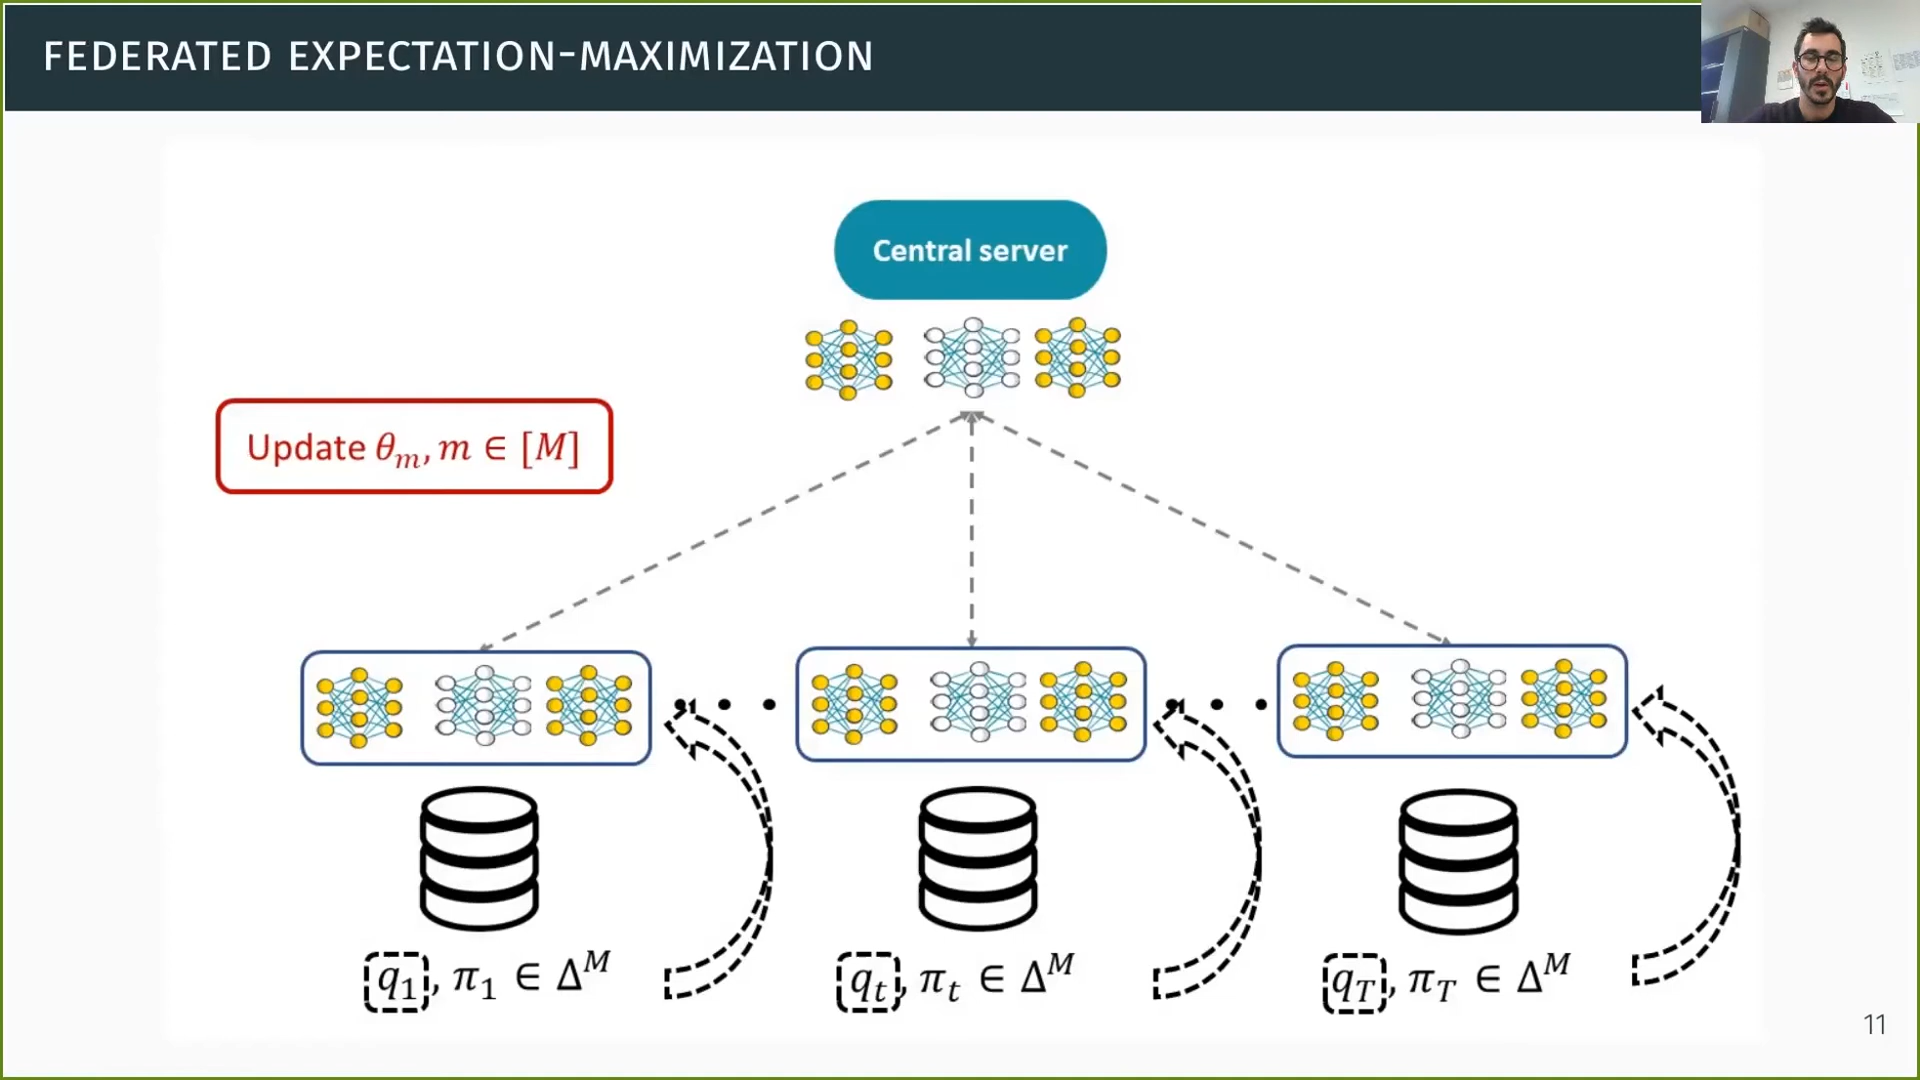 FEDERATED EXPECTATION-MAXIMIZATION
Central server
Update θ_m, m ∈ [M]
q_1, π_1 ∈ Δ^M
q_t, π_t ∈ Δ^M
q_T, π_T ∈ Δ^M
11